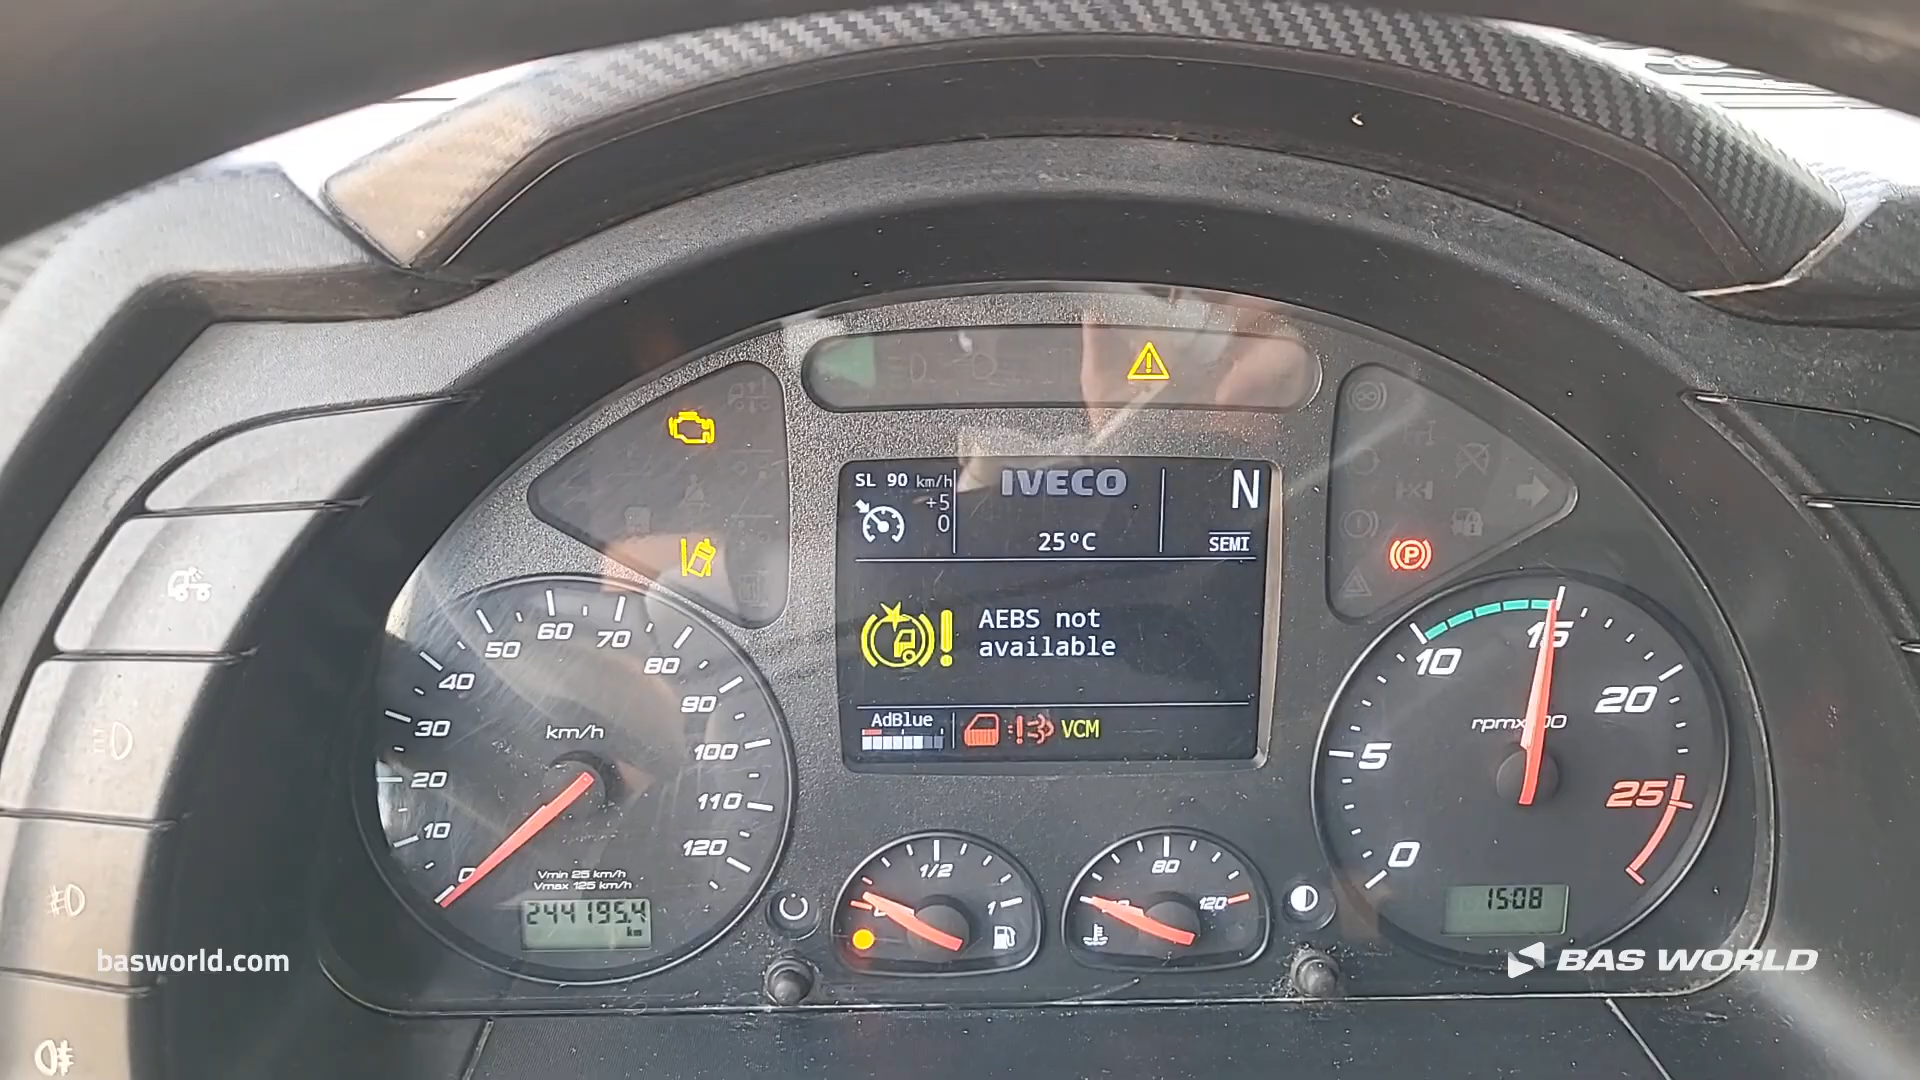 SL 90 km/h
+5
0
IVECO
25°C
N
SEMI
AEBS not
available
AdBlue
VCM
0
10
20
30
40
50
60
70
80
90
100
110
120
km/h
Vmin 25 km/h
Vmax 125 km/h
244195.4
km
1/2
1
80
120
0
5
10
15
20
25
1508
P
basworld.com
BAS WORLD